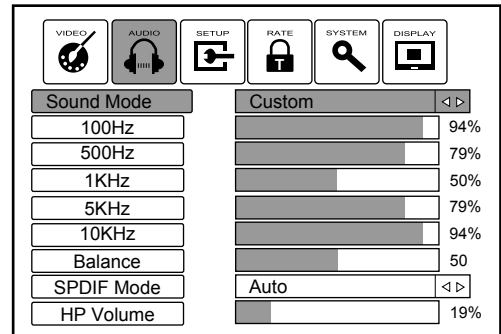 VIDEO AUDIO SETUP RATE SYSTEM DISPLAY
T
Sound Mode Custom
100Hz 94%
500Hz 79%
1KHz 50%
5KHz 79%
10KHz 94%
Balance 50
SPDIF Mode Auto
HP Volume 19%